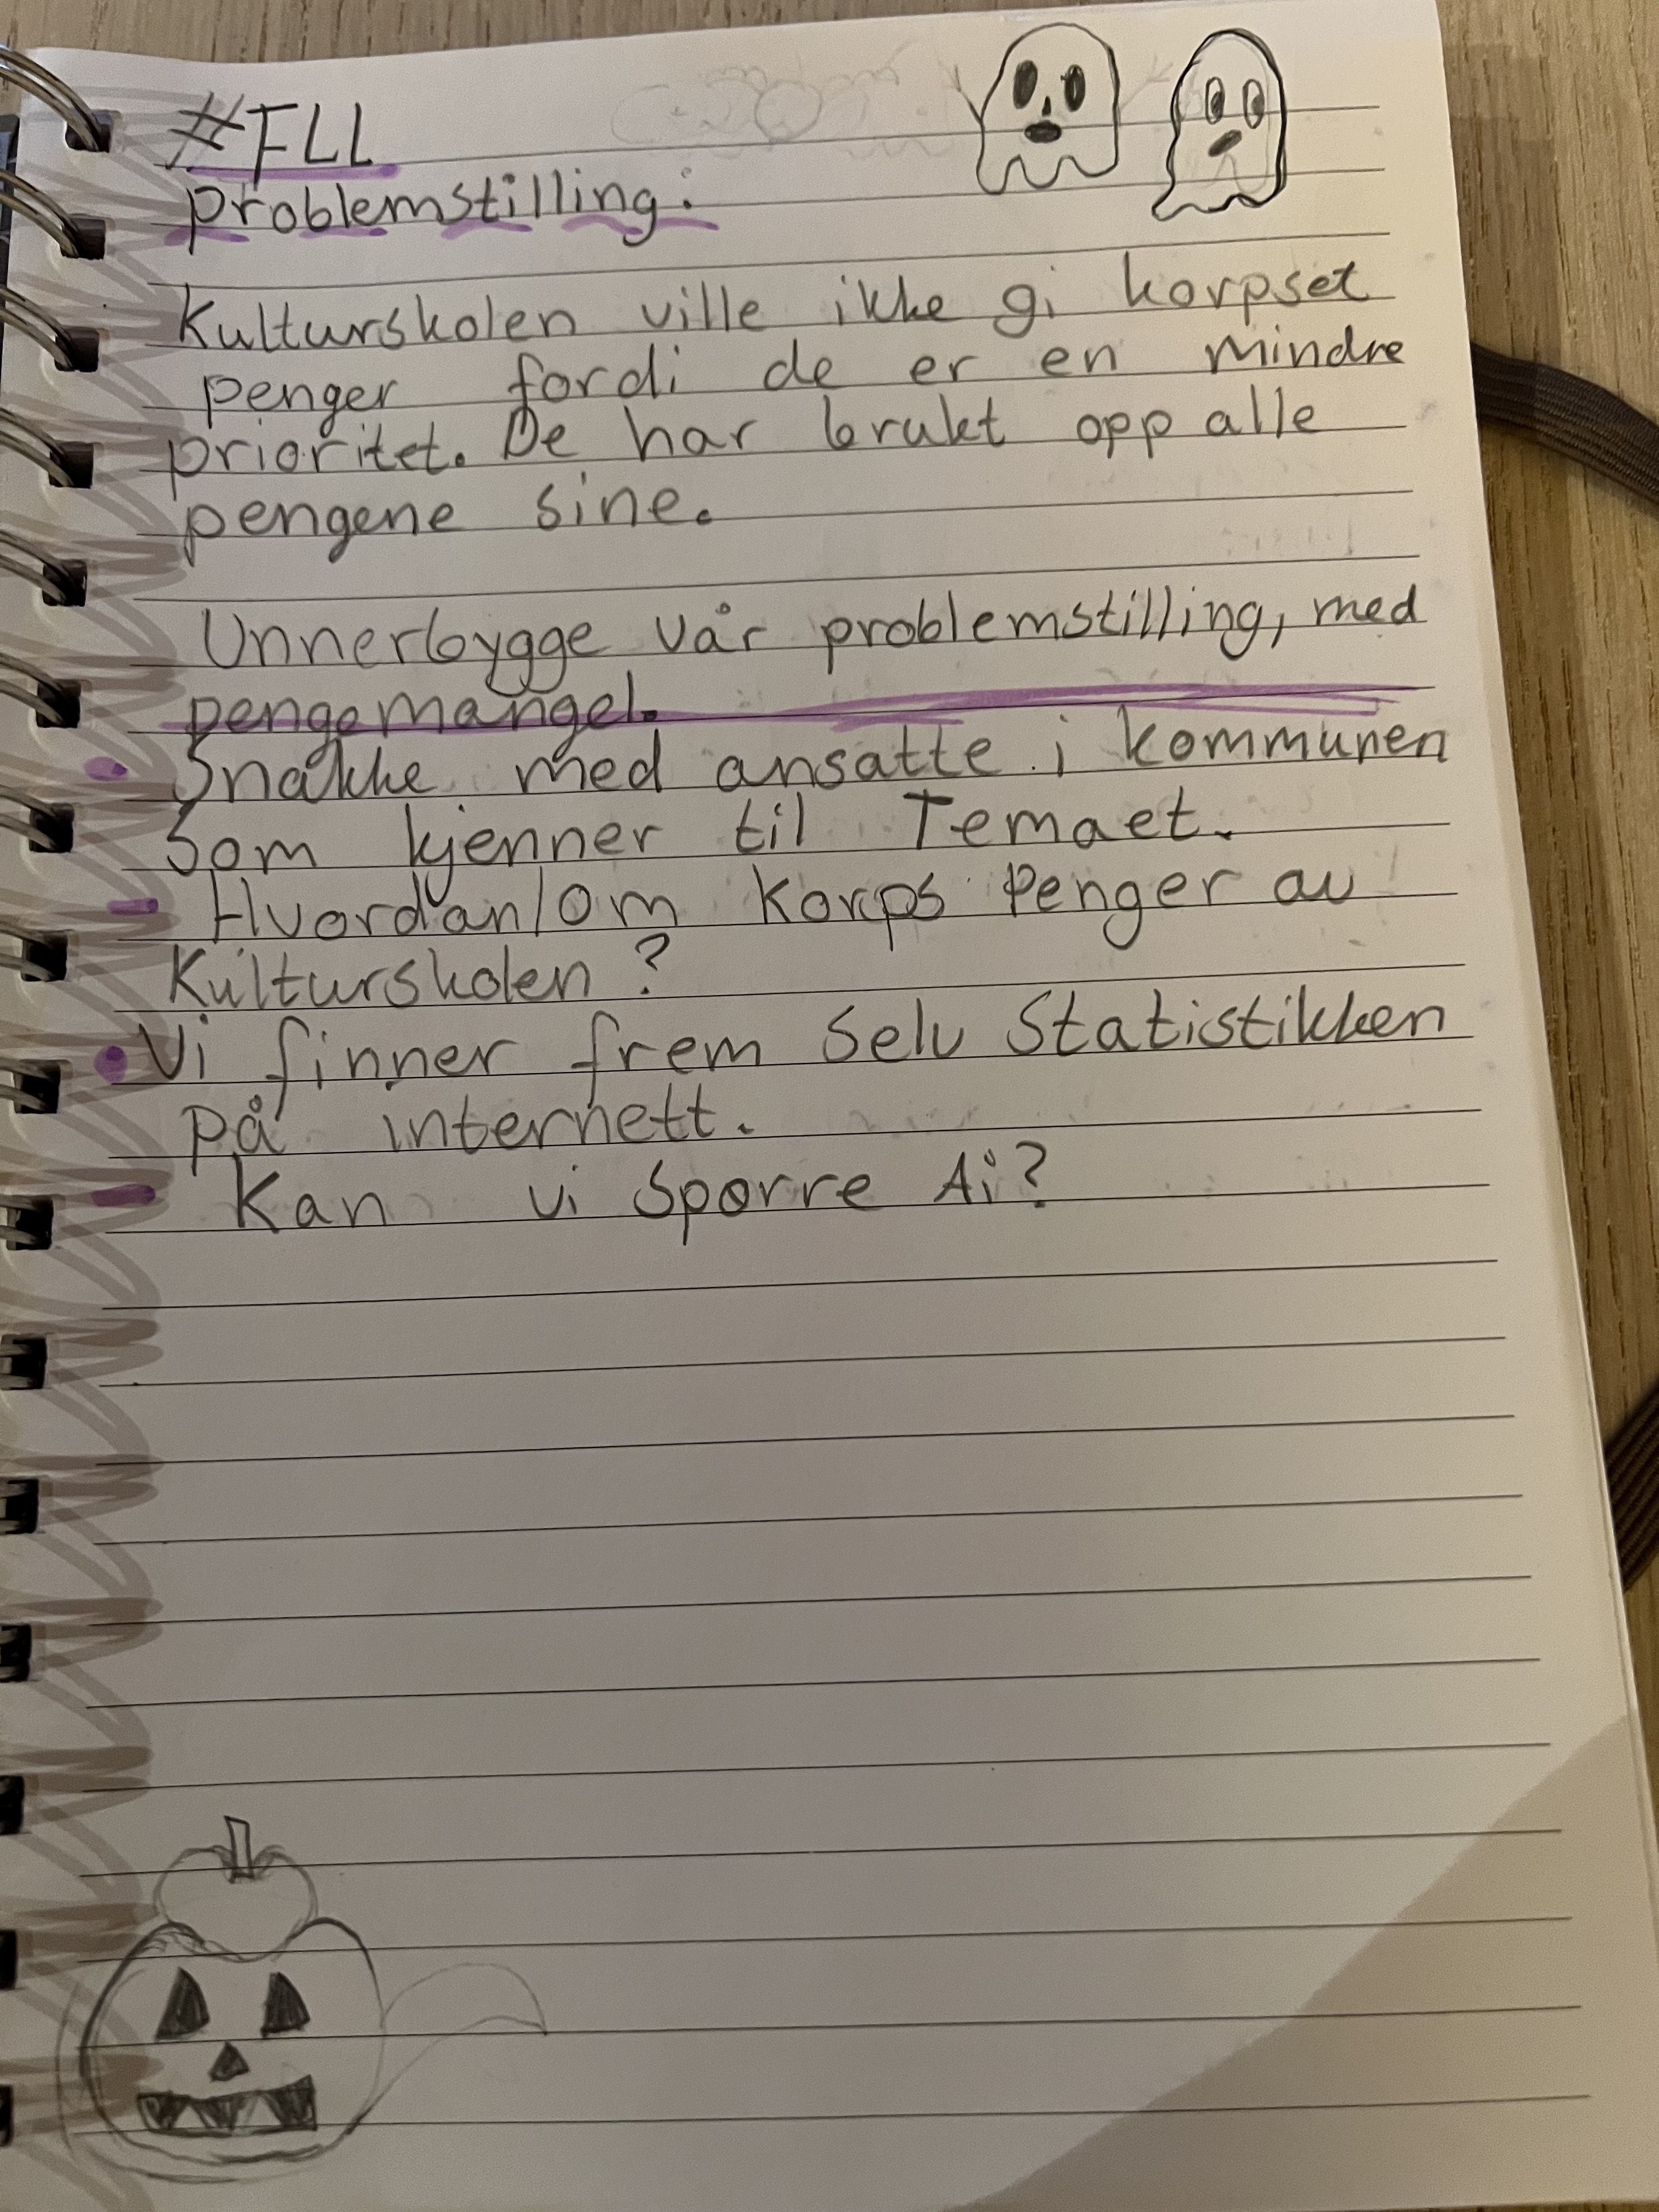 #FLL
problemstilling:
Kulturskolen ville ikke gi korpset
penger fordi de er en mindre
prioritet. De har brukt opp alle
pengene sine.
Unnerbygge vår problemstilling, med
pengemangel.
• Snakke med ansatte i kommunen
Som kjenner til Temaet.
- Hvordan/om korps Penger av
Kulturskolen?
• Vi finner frem Selv Statistikken
På internett.
- Kan vi Spørre Ai?